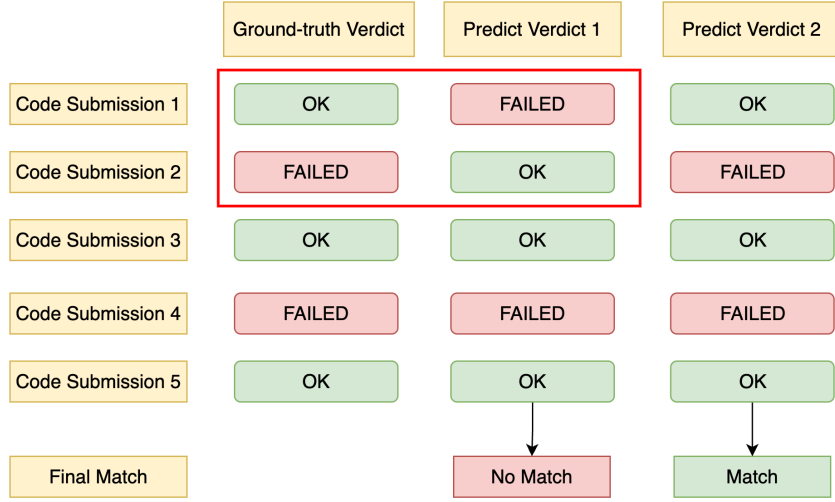 Ground-truth Verdict
Predict Verdict 1
Predict Verdict 2
Code Submission 1
OK
FAILED
OK
Code Submission 2
FAILED
OK
FAILED
Code Submission 3
OK
OK
OK
Code Submission 4
FAILED
FAILED
FAILED
Code Submission 5
OK
OK
OK
Final Match
No Match
Match